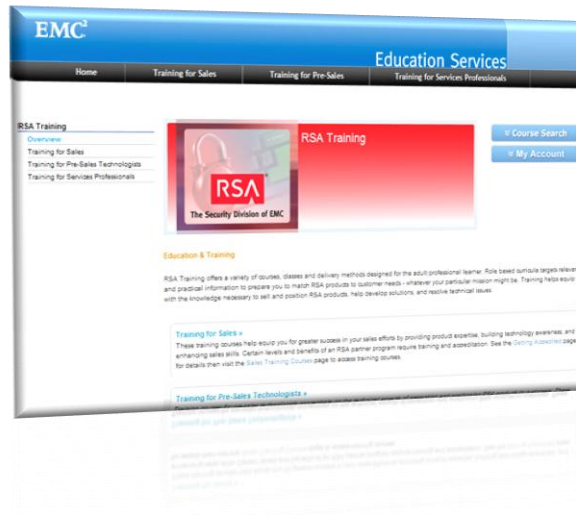 EMC²
Education Services
Home Training for Sales Training for Pre-Sales Training for Services Professionals
RSA Training
Overview
Training for Sales
Training for Pre-Sales Technologists
Training for Services Professionals
RSA Training
RSA
The Security Division of EMC
Course Search
My Account
Education & Training
RSA Training offers a variety of courses, classes and delivery methods designed for the adult professional learner. Role based curricula targets relevan
and practical information to prepare you to match RSA products to customer needs - whatever your particular mission might be. Training helps equip
with the knowledge necessary to sell and position RSA products, help develop solutions, and resolve technical issues.
Training for Sales »
These training courses help equip you for greater success in your sales efforts by providing product expertise, building technology awareness, and
enhancing sales skills. Certain levels and benefits of an RSA partner program require training and accreditation. See the Getting Accredited page
for details then visit the Sales Training Courses page to access training courses.
Training for Pre-Sales Technologists »